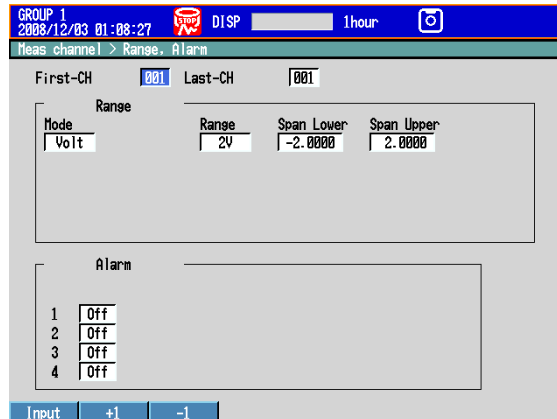 GROUP 1
2008/12/03 01:08:27 STOP DISP 1hour
Meas channel > Range, Alarm
First-CH 001 Last-CH 001
Range
Mode Range Span Lower Span Upper
Volt 2V -2.0000 2.0000
Alarm
1 Off
2 Off
3 Off
4 Off
Input +1 -1